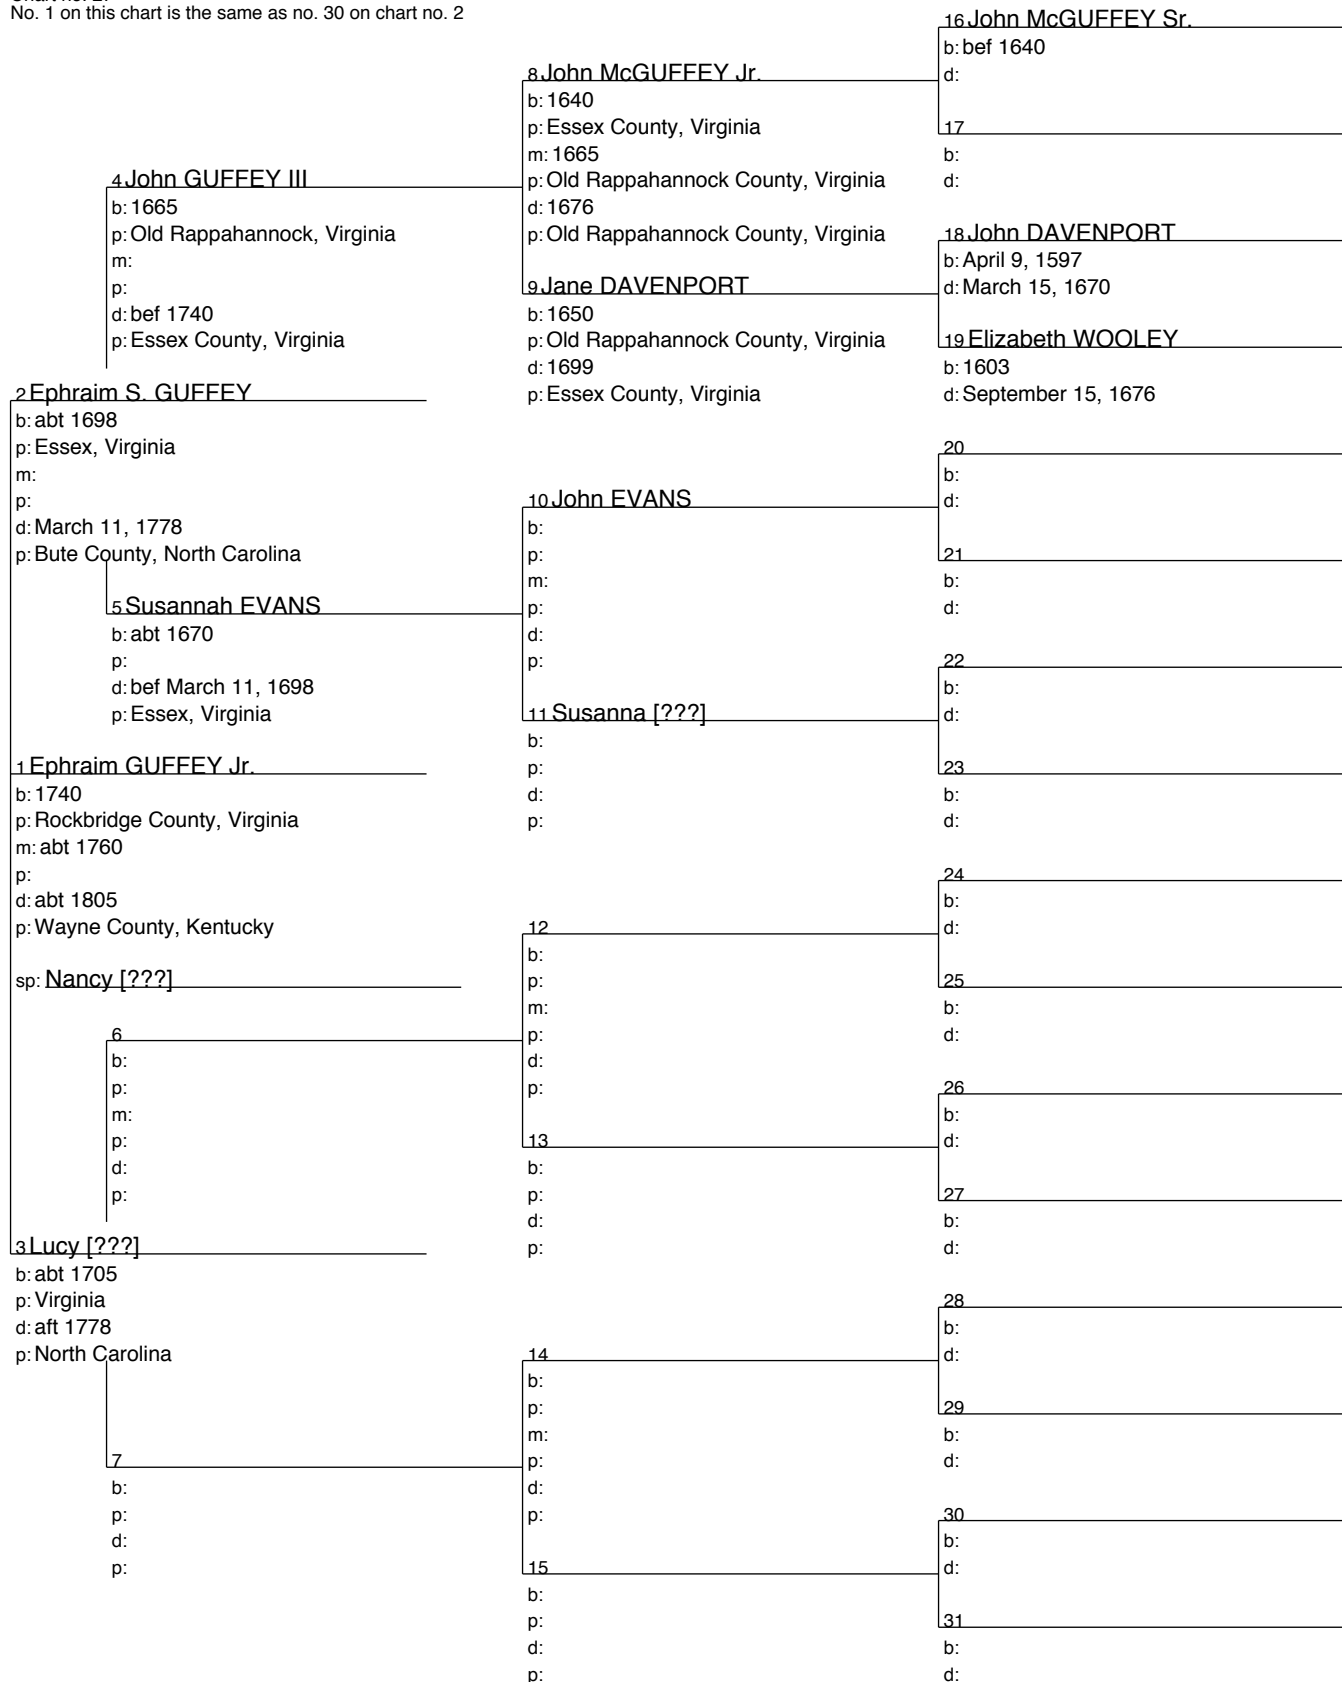 No. 1 on this chart is the same as no. 30 on chart no. 2
16 John McGUFFEY Sr.
b: bef 1640
d:
8 John McGUFFEY Jr.
b: 1640
p: Essex County, Virginia
m: 1665
p: Old Rappahannock County, Virginia
d: 1676
p: Old Rappahannock County, Virginia
17
b:
d:
4 John GUFFEY III
b: 1665
p: Old Rappahannock, Virginia
m:
p:
d: bef 1740
p: Essex County, Virginia
18 John DAVENPORT
b: April 9, 1597
d: March 15, 1670
9 Jane DAVENPORT
b: 1650
p: Old Rappahannock County, Virginia
d: 1699
p: Essex County, Virginia
19 Elizabeth WOOLEY
b: 1603
d: September 15, 1676
2 Ephraim S. GUFFEY
b: abt 1698
p: Essex, Virginia
m:
p:
d: March 11, 1778
p: Bute County, North Carolina
20
b:
d:
10 John EVANS
b:
p:
m:
p:
d:
p:
21
b:
d:
5 Susannah EVANS
b: abt 1670
p:
d: bef March 11, 1698
p: Essex, Virginia
22
b:
d:
11 Susanna [???]
b:
p:
d:
p:
23
b:
d:
1 Ephraim GUFFEY Jr.
b: 1740
p: Rockbridge County, Virginia
m: abt 1760
p:
d: abt 1805
p: Wayne County, Kentucky
sp: Nancy [???]
24
b:
d:
12
b:
p:
m:
p:
d:
p:
25
b:
d:
6
b:
p:
m:
p:
d:
p:
26
b:
d:
13
b:
p:
d:
p:
27
b:
d:
3 Lucy [???]
b: abt 1705
p: Virginia
d: aft 1778
p: North Carolina
28
b:
d:
14
b:
p:
m:
p:
d:
p:
29
b:
d:
7
b:
p:
d:
p:
30
b:
d:
15
b:
p:
d:
p:
31
b:
d: